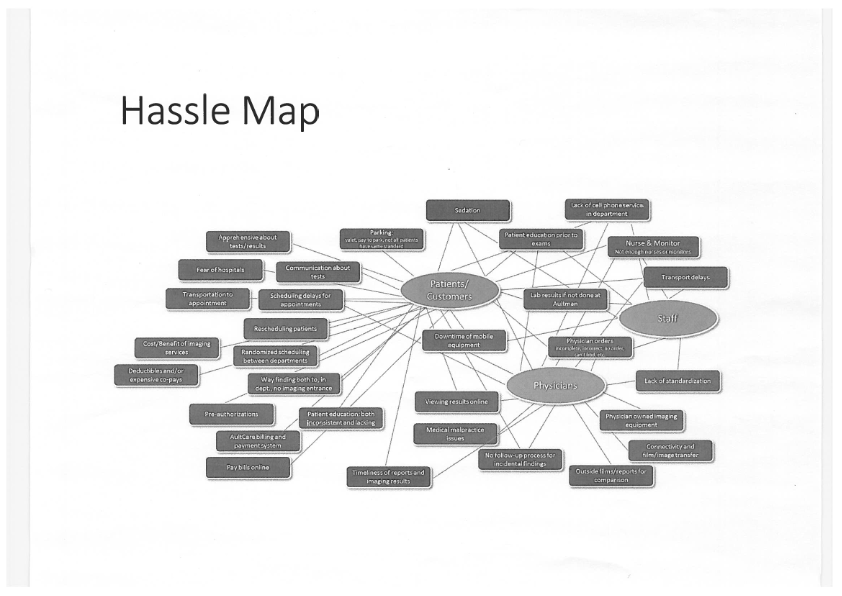 Hassle Map
Sedation
Lack of cell phone service
in department
Apprehensive about
tests/results
Parking
Patient education prior to
exams
Nurse & Monitor
Not enough nurses or monitors
Fear of hospitals
Communication about
tests
Transport delays
Patients/
Customers
Transportation to
appointment
Scheduling delays for
appointments
Lab results if not done at
Aultman
Staff
Rescheduling patients
Downtime of mobile
equipment
Physician orders
Cost/Benefit of imaging
services
Randomized scheduling
between departments
Deductibles and/or
expensive co-pays
Way finding both to, in
dept., no imaging entrance
Physicians
Lack of standardization
Viewing results online
Pre-authorizations
Patient education; both
inconsistent and lacking
Physician owned imaging
equipment
AultCare billing and
payment system
Medical malpractice
issues
Connectivity and
film/image transfer
Pay bills online
No follow-up process for
incidental findings
Timeliness of reports and
imaging results
Outside films/reports for
comparison